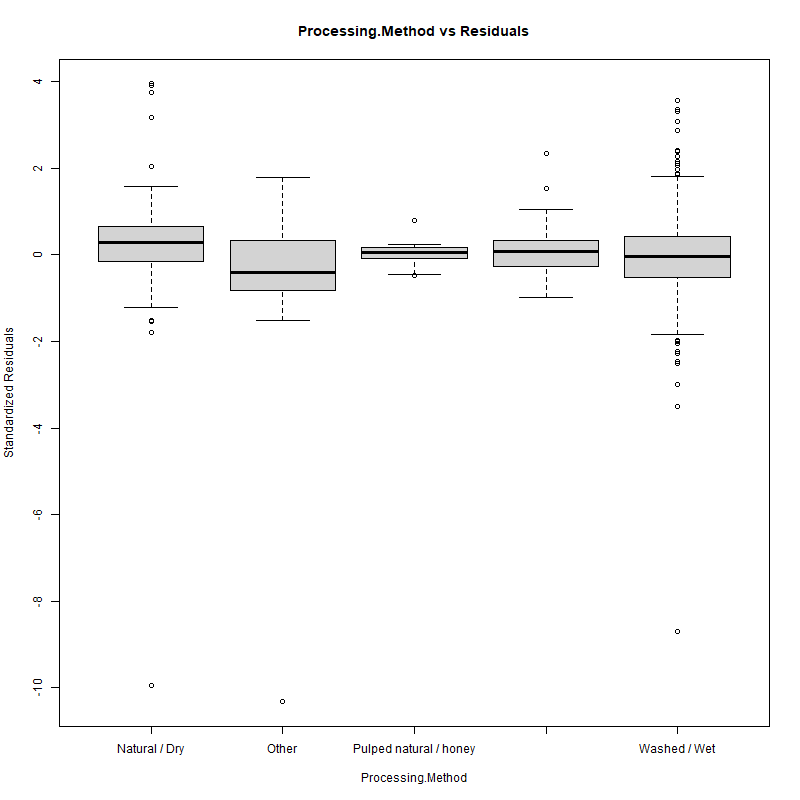 Processing.Method vs Residuals
4
2
0
-2
-4
-6
-8
-10
Standardized Residuals
Natural / Dry Other Pulped natural / honey Washed / Wet
Processing.Method